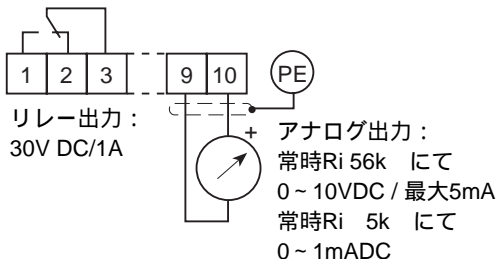 1 2 3 9 10 PE
リレー出力：
30V DC/1A
+
アナログ出力：
常時Ri 56k にて
0~10VDC / 最大5mA
常時Ri 5k にて
0~1mADC